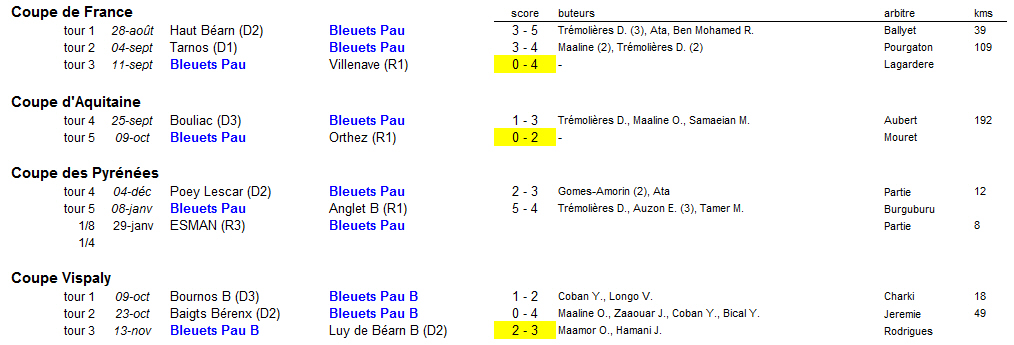 Coupe de France score buteurs arbitre kms
tour 1 28-août Haut Béarn (D2) Bleuets Pau 3 - 5 Trémolières D. (3), Ata, Ben Mohamed R. Ballyet 39
tour 2 04-sept Tarnos (D1) Bleuets Pau 3 - 4 Maaline (2), Trémolières D. (2) Pourgaton 109
tour 3 11-sept Bleuets Pau Villenave (R1) 0 - 4 - Lagardere
Coupe d'Aquitaine
tour 4 25-sept Bouliac (D3) Bleuets Pau 1 - 3 Trémolières D., Maaline O., Samaeian M. Aubert 192
tour 5 09-oct Bleuets Pau Orthez (R1) 0 - 2 - Mouret
Coupe des Pyrénées
tour 4 04-déc Poey Lescar (D2) Bleuets Pau 2 - 3 Gomes-Amorin (2), Ata Partie 12
tour 5 08-janv Bleuets Pau Anglet B (R1) 5 - 4 Trémolières D., Auzon E. (3), Tamer M. Burguburu
1/8 29-janv ESMAN (R3) Bleuets Pau Partie 8
1/4
Coupe Vispaly
tour 1 09-oct Bournos B (D3) Bleuets Pau B 1 - 2 Coban Y., Longo V. Charki 18
tour 2 23-oct Baigts Bérenx (D2) Bleuets Pau B 0 - 4 Maaline O., Zaaouar J., Coban Y., Bical Y. Jeremie 49
tour 3 13-nov Bleuets Pau B Luy de Béarn B (D2) 2 - 3 Maamor O., Hamani J. Rodrigues